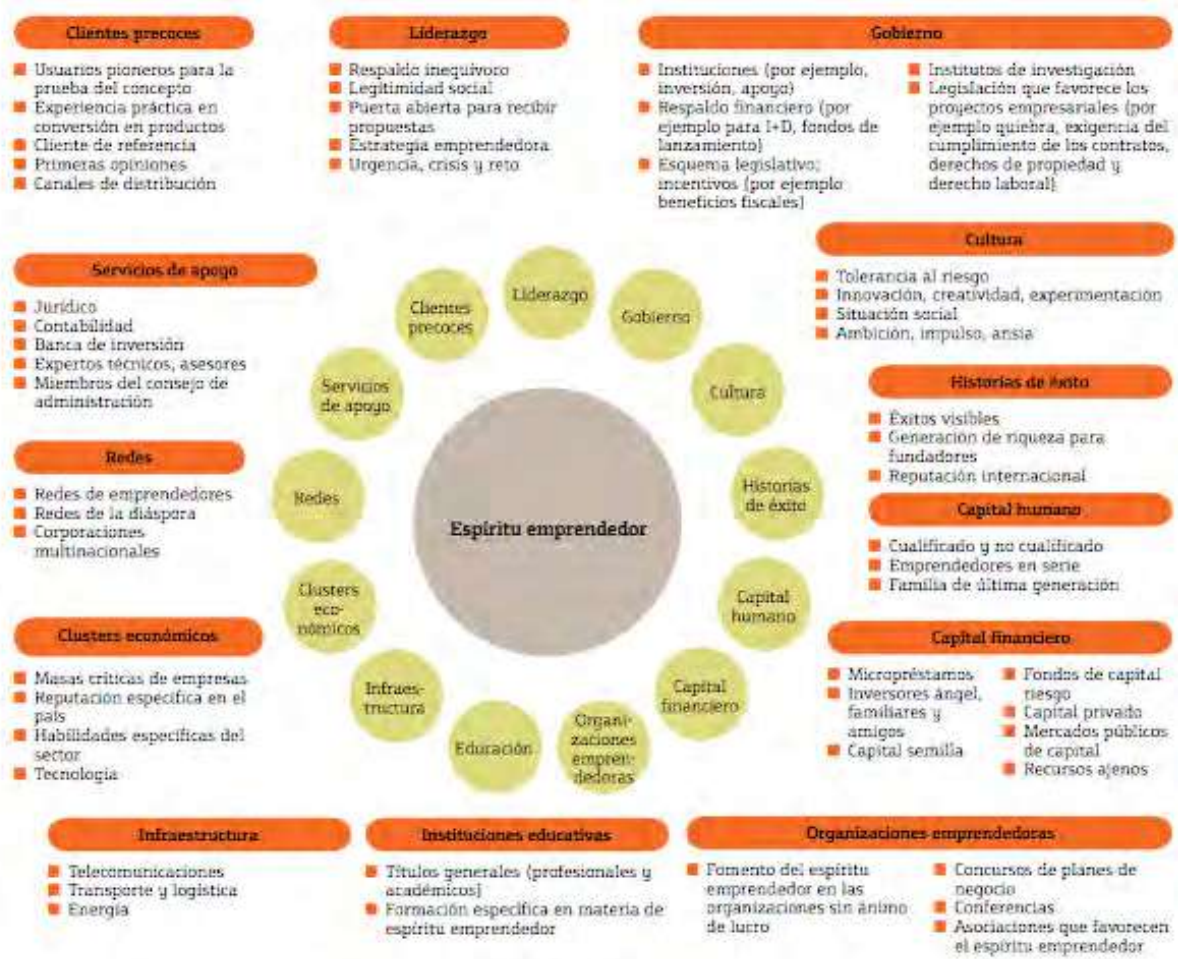 Clientes precoces
Usuarios pioneros para la
prueba del concepto
Experiencia práctica en
conversión en productos
Cliente de referencia
Primeras opiniones
Canales de distribución
Liderazgo
Respaldo inequívoco
Legitimidad social
Puerta abierta para recibir
propuestas
Estrategia emprendedora
Urgencia, crisis y reto
Gobierno
Instituciones (por ejemplo,
inversión, apoyo)
Respaldo financiero (por
ejemplo para I+D, fondos de
lanzamiento)
Esquema legislativo;
incentivos (por ejemplo
beneficios fiscales)
Institutos de investigación
Legislación que favorece los
proyectos empresariales (por
ejemplo quiebra, exigencia del
cumplimiento de los contratos,
derechos de propiedad y
derecho laboral)
Cultura
Tolerancia al riesgo
Innovación, creatividad, experimentación
Situación social
Ambición, impulso, ansia
Servicios de apoyo
Jurídico
Contabilidad
Banca de inversión
Expertos técnicos, asesores
Miembros del consejo de
administración
Historias de éxito
Éxitos visibles
Generación de riqueza para
fundadores
Reputación internacional
Redes
Redes de emprendedores
Redes de la diáspora
Corporaciones
multinacionales
Capital humano
Cualificado y no cualificado
Emprendedores en serie
Familia de última generación
Clusters económicos
Masas críticas de empresas
Reputación específica en el
país
Habilidades específicas del
sector
Tecnología
Capital financiero
Micropréstamos
Inversores ángel,
familiares y
amigos
Capital semilla
Fondos de capital
riesgo
Capital privado
Mercados públicos
de capital
Recursos ajenos
Liderazgo
Gobierno
Cultura
Historias
de éxito
Capital
humano
Capital
financiero
Organi-
zaciones
empren-
dedoras
Educación
Infraes-
tructura
Clusters
eco-
nómicos
Redes
Servicios
de apoyo
Clientes
precoces
Espíritu emprendedor
Infraestructura
Telecomunicaciones
Transporte y logística
Energía
Instituciones educativas
Títulos generales (profesionales y
académicos)
Formación específica en materia de
espíritu emprendedor
Organizaciones emprendedoras
Fomento del espíritu
emprendedor en las
organizaciones sin ánimo
de lucro
Concursos de planes de
negocio
Conferencias
Asociaciones que favorecen
el espíritu emprendedor